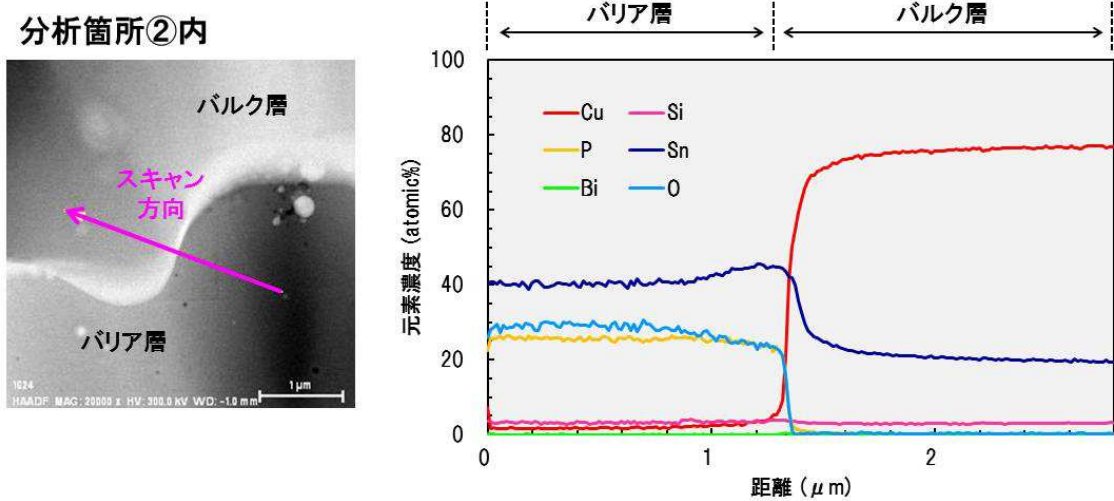 分析箇所②内
バルク層
スキャン
方向
バリア層
1024
HAADF MAG: 20000 x HV: 300.0 kV WD: -1.0 mm
1μm
バリア層
バルク層
元素濃度 (atomic%)
100
80
60
40
20
0
Cu
Si
P
Sn
Bi
O
0
1
2
距離 (μm)